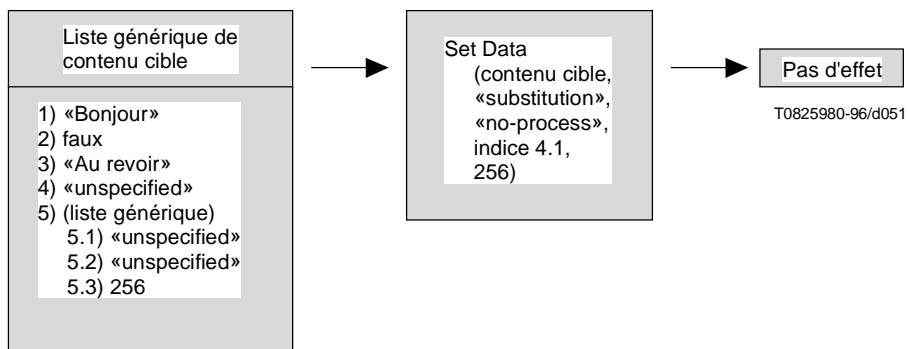 Liste générique de
contenu cible
1) «Bonjour»
2) faux
3) «Au revoir»
4) «unspecified»
5) (liste générique)
5.1) «unspecified»
5.2) «unspecified»
5.3) 256
Set Data
(contenu cible,
«substitution»,
«no-process»,
indice 4.1,
256)
Pas d'effet
T0825980-96/d051